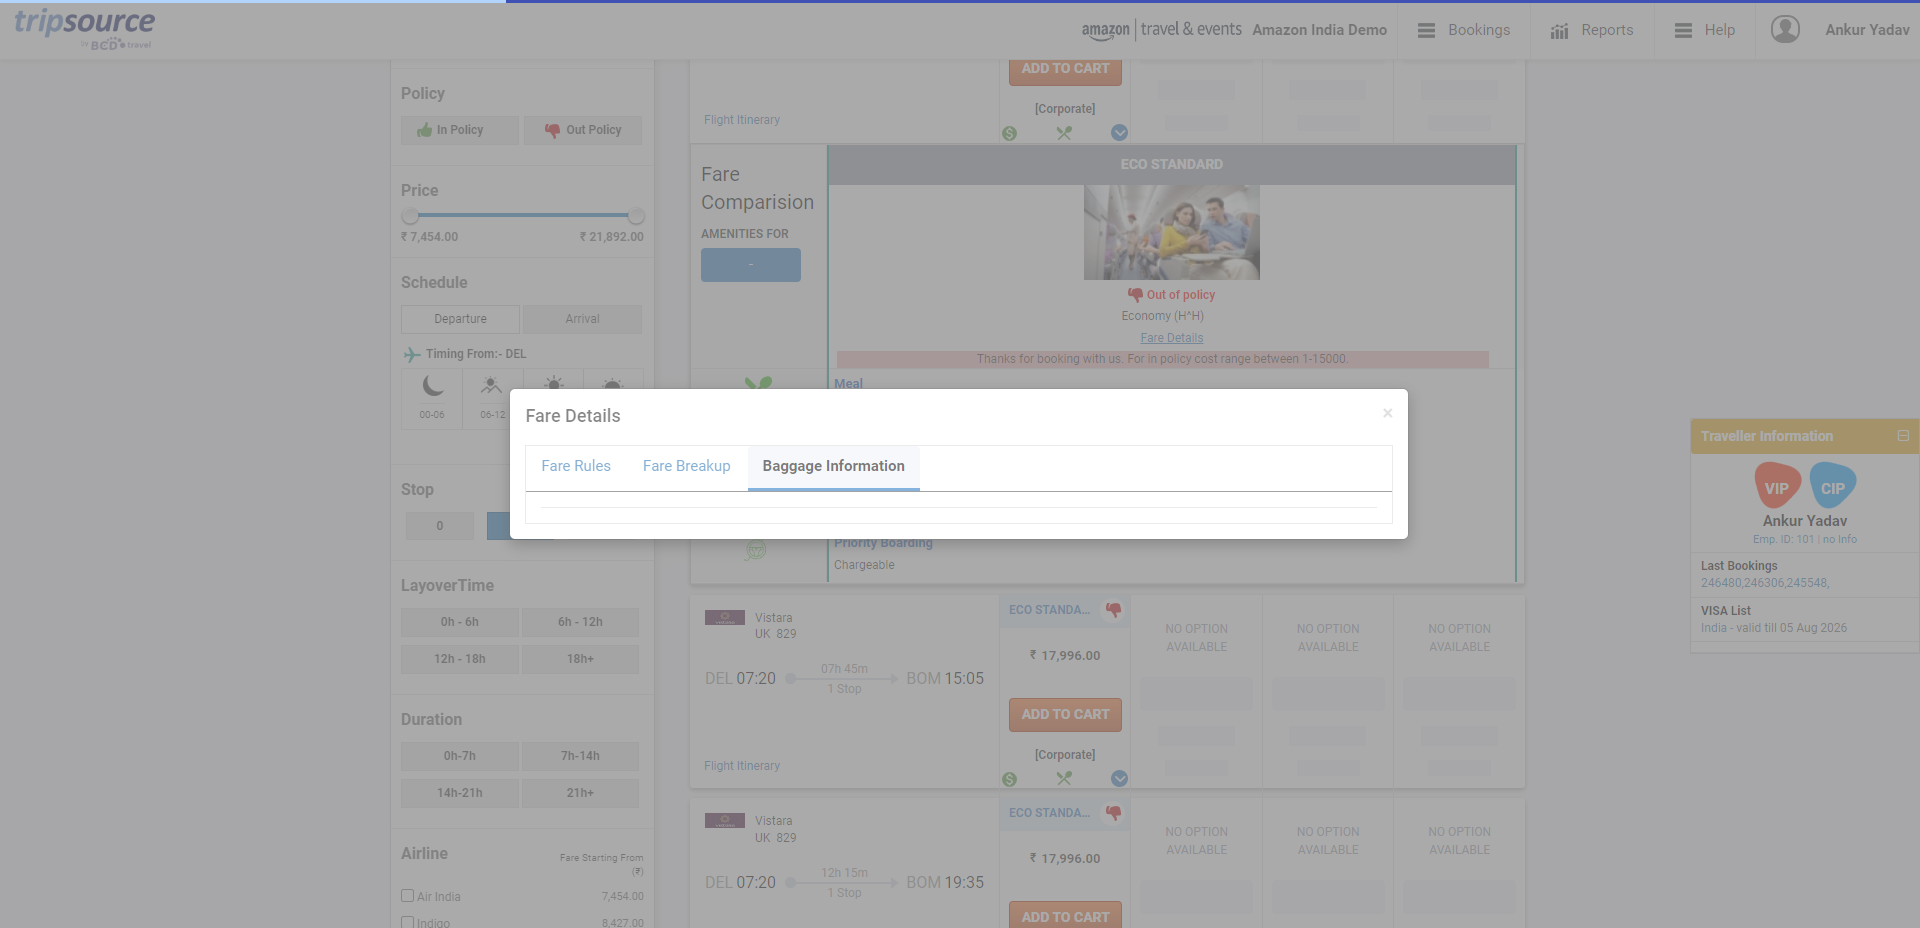 tripsource
TO BCD travel
amazon travel & events Amazon India Demo
Bookings
Reports
Help
Ankur Yadav
Policy
In Policy
Out Policy
Price
₹ 7,454.00
₹ 21,892.00
Schedule
Departure
Arrival
Timing From:- DEL
00-06
06-12
Stop
0
LayoverTime
0h - 6h
6h - 12h
12h - 18h
18h+
Duration
0h-7h
7h-14h
14h-21h
21h+
Airline
Fare Starting From
(₹)
Air India
7,454.00
Indigo
8,427.00
ADD TO CART
[Corporate]
Flight Itinerary
Fare
Comparision
AMENITIES FOR
-
ECO STANDARD
Out of policy
Economy (H^H)
Fare Details
Thanks for booking with us. For in policy cost range between 1-15000.
Meal
Fare Details
×
Fare Rules
Fare Breakup
Baggage Information
Priority Boarding
Chargeable
Vistara
UK 829
DEL 07:20
07h 45m
1 Stop
BOM 15:05
Flight Itinerary
ECO STANDA...
₹ 17,996.00
ADD TO CART
[Corporate]
NO OPTION
AVAILABLE
NO OPTION
AVAILABLE
NO OPTION
AVAILABLE
Vistara
UK 829
DEL 07:20
12h 15m
1 Stop
BOM 19:35
ECO STANDA...
₹ 17,996.00
ADD TO CART
NO OPTION
AVAILABLE
NO OPTION
AVAILABLE
NO OPTION
AVAILABLE
Traveller Information
VIP
CIP
Ankur Yadav
Emp. ID: 101 | no Info
Last Bookings
246480,246306,245548,
VISA List
India - valid till 05 Aug 2026